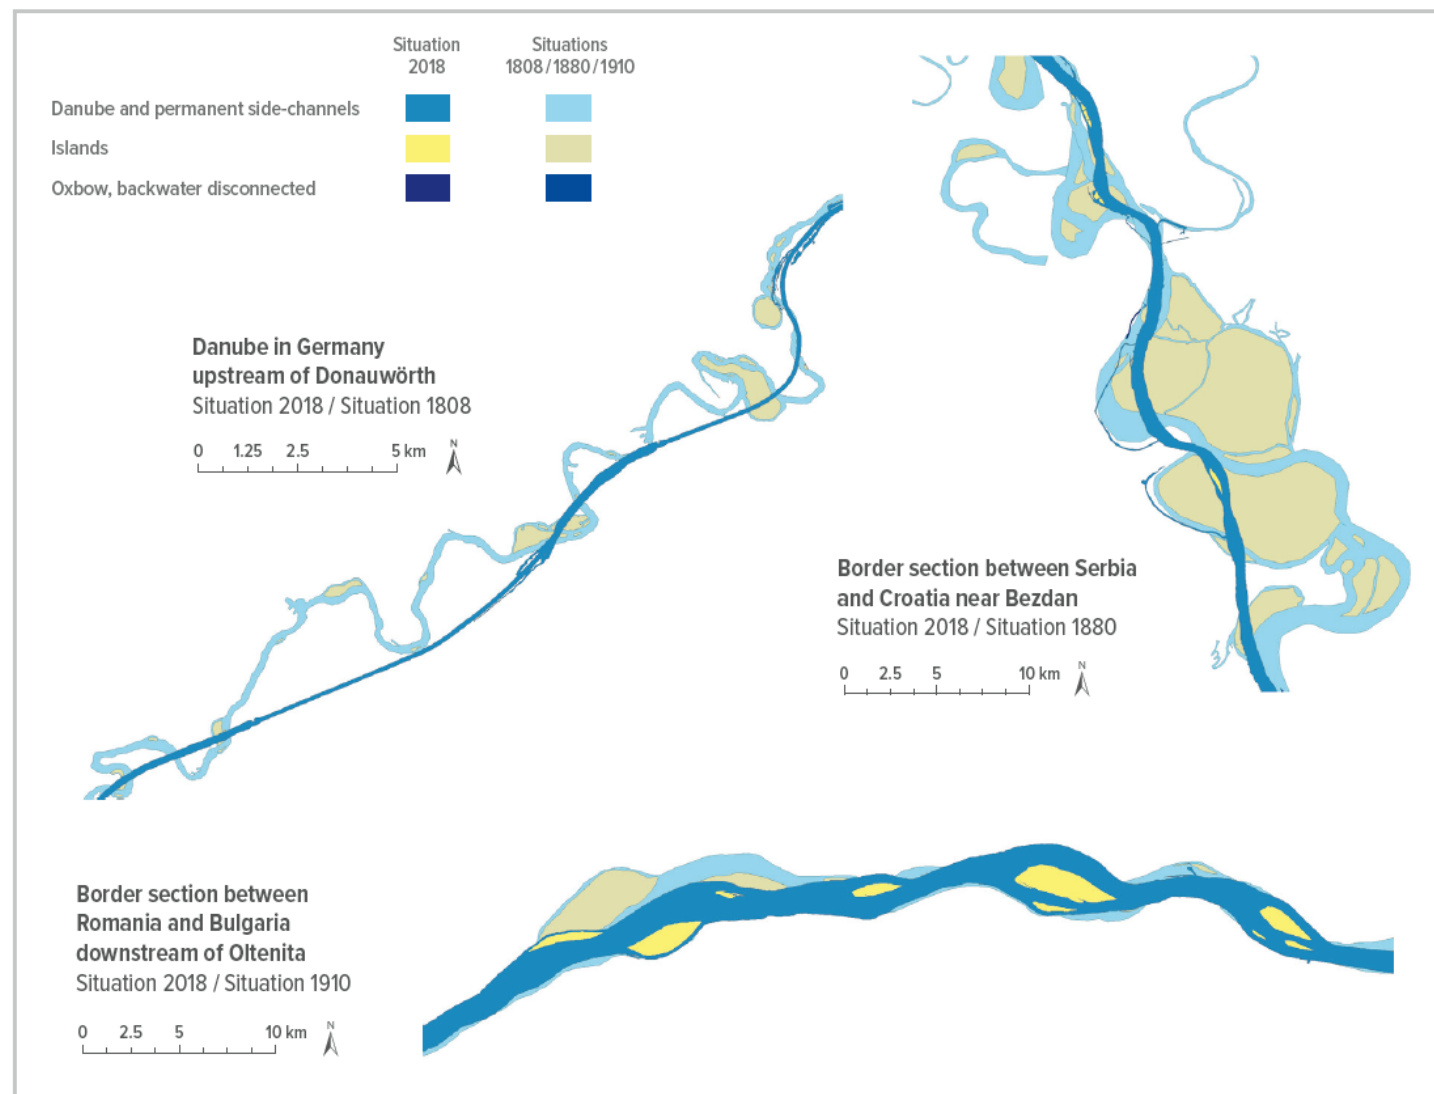 Situation
2018
Situations
1808/1880/1910
Danube and permanent side-channels
Islands
Oxbow, backwater disconnected
Danube in Germany
upstream of Donauwörth
Situation 2018 / Situation 1808
0 1.25 2.5 5 km N
Border section between Serbia
and Croatia near Bezdan
Situation 2018 / Situation 1880
0 2.5 5 10 km N
Border section between
Romania and Bulgaria
downstream of Oltenita
Situation 2018 / Situation 1910
0 2.5 5 10 km N